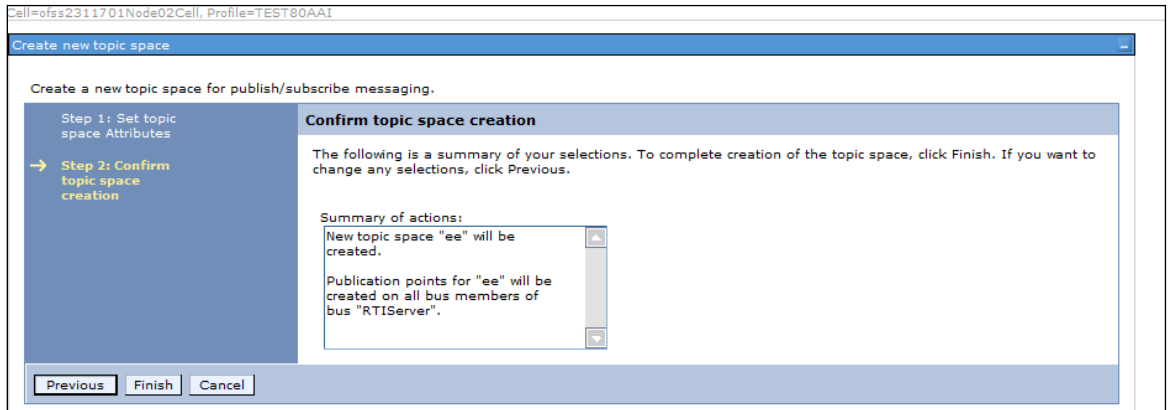 Cell=ofss2311701Node02Cell, Profile=TEST80AAI
Create new topic space
Create a new topic space for publish/subscribe messaging.
Step 1: Set topic
space Attributes
Step 2: Confirm
topic space
creation
Confirm topic space creation
The following is a summary of your selections. To complete creation of the topic space, click Finish. If you want to
change any selections, click Previous.
Summary of actions:
New topic space "ee" will be
created.
Publication points for "ee" will be
created on all bus members of
bus "RTIServer".
Previous Finish Cancel